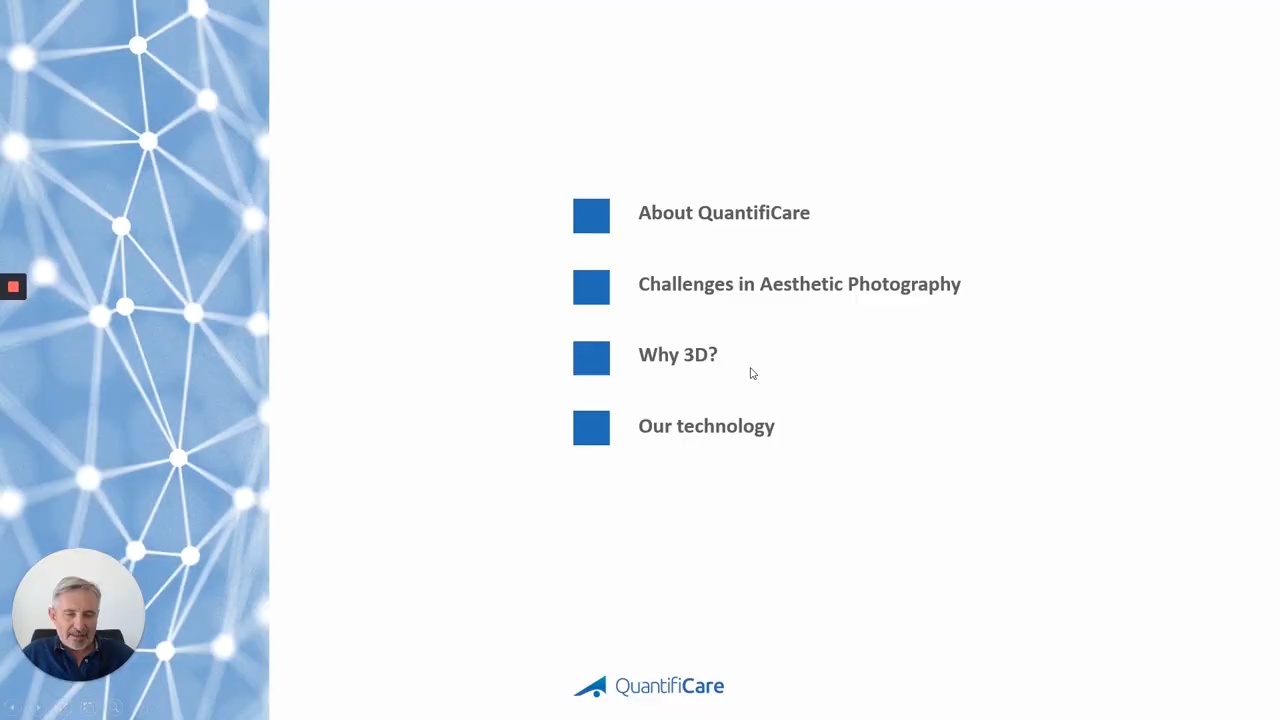 About QuantifiCare
Challenges in Aesthetic Photography
Why 3D?
Our technology
QuantifiCare